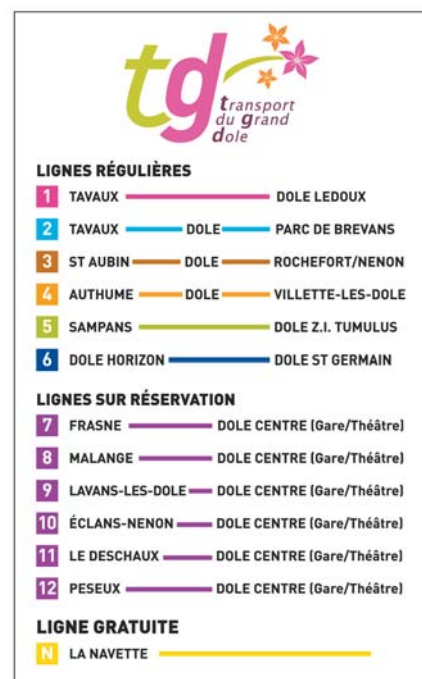 td
transport
du grand
dole
LIGNES RÉGULIÈRES
1 TAVAUX DOLE LEDOUX
2 TAVAUX DOLE PARC DE BREVANS
3 ST AUBIN DOLE ROCHEFORT/NENON
4 AUTHUME DOLE VILLETTE-LES-DOLE
5 SAMPANS DOLE Z.I. TUMULUS
6 DOLE HORIZON DOLE ST GERMAIN
LIGNES SUR RÉSERVATION
7 FRASNE DOLE CENTRE (Gare/Théâtre)
8 MALANGE DOLE CENTRE (Gare/Théâtre)
9 LAVANS-LES-DOLE DOLE CENTRE (Gare/Théâtre)
10 ÉCLANS-NENON DOLE CENTRE (Gare/Théâtre)
11 LE DESCHAUX DOLE CENTRE (Gare/Théâtre)
12 PESEUX DOLE CENTRE (Gare/Théâtre)
LIGNE GRATUITE
N LA NAVETTE